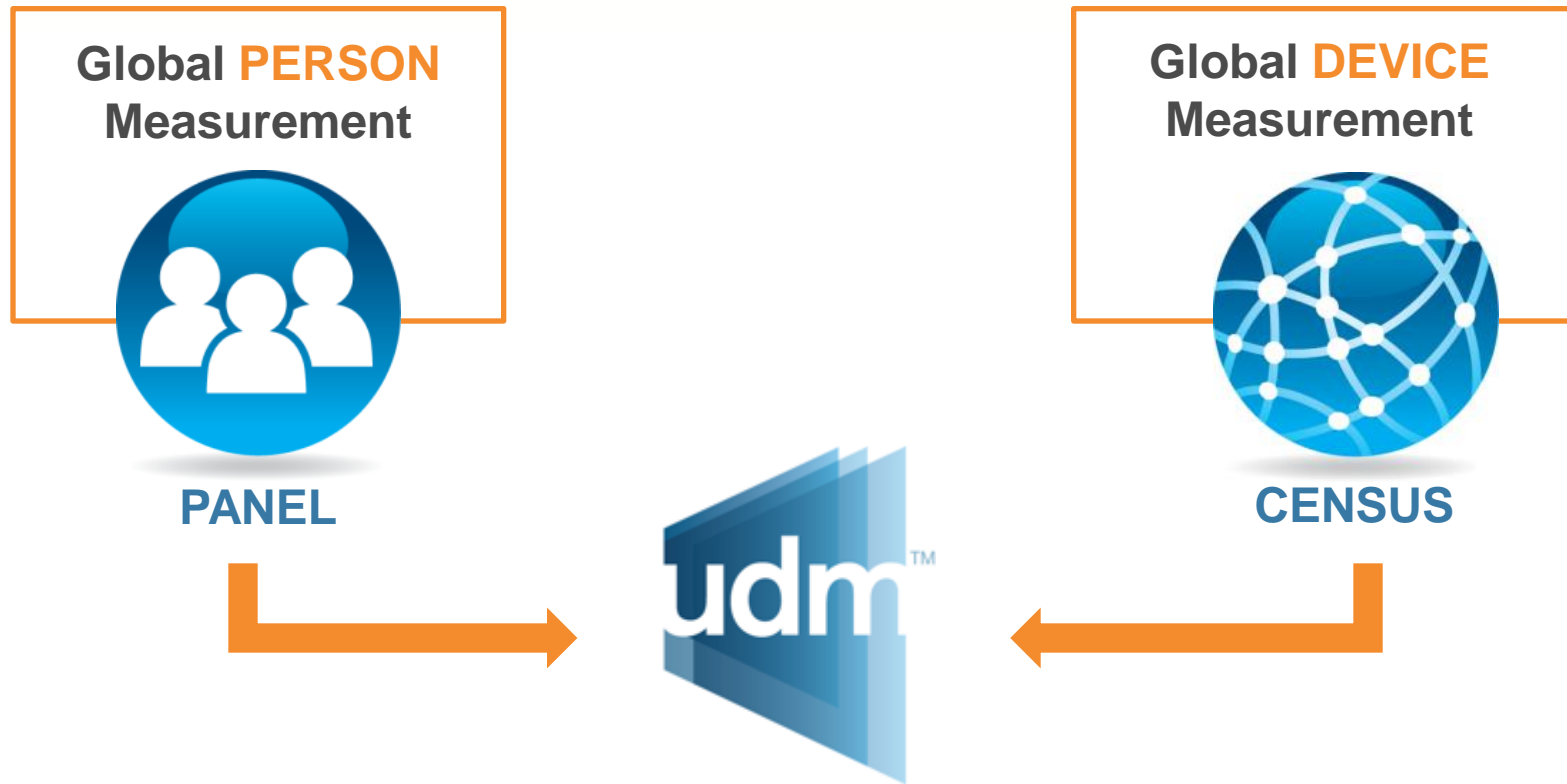 Global PERSON
Measurement
PANEL
Global DEVICE
Measurement
CENSUS
udm™